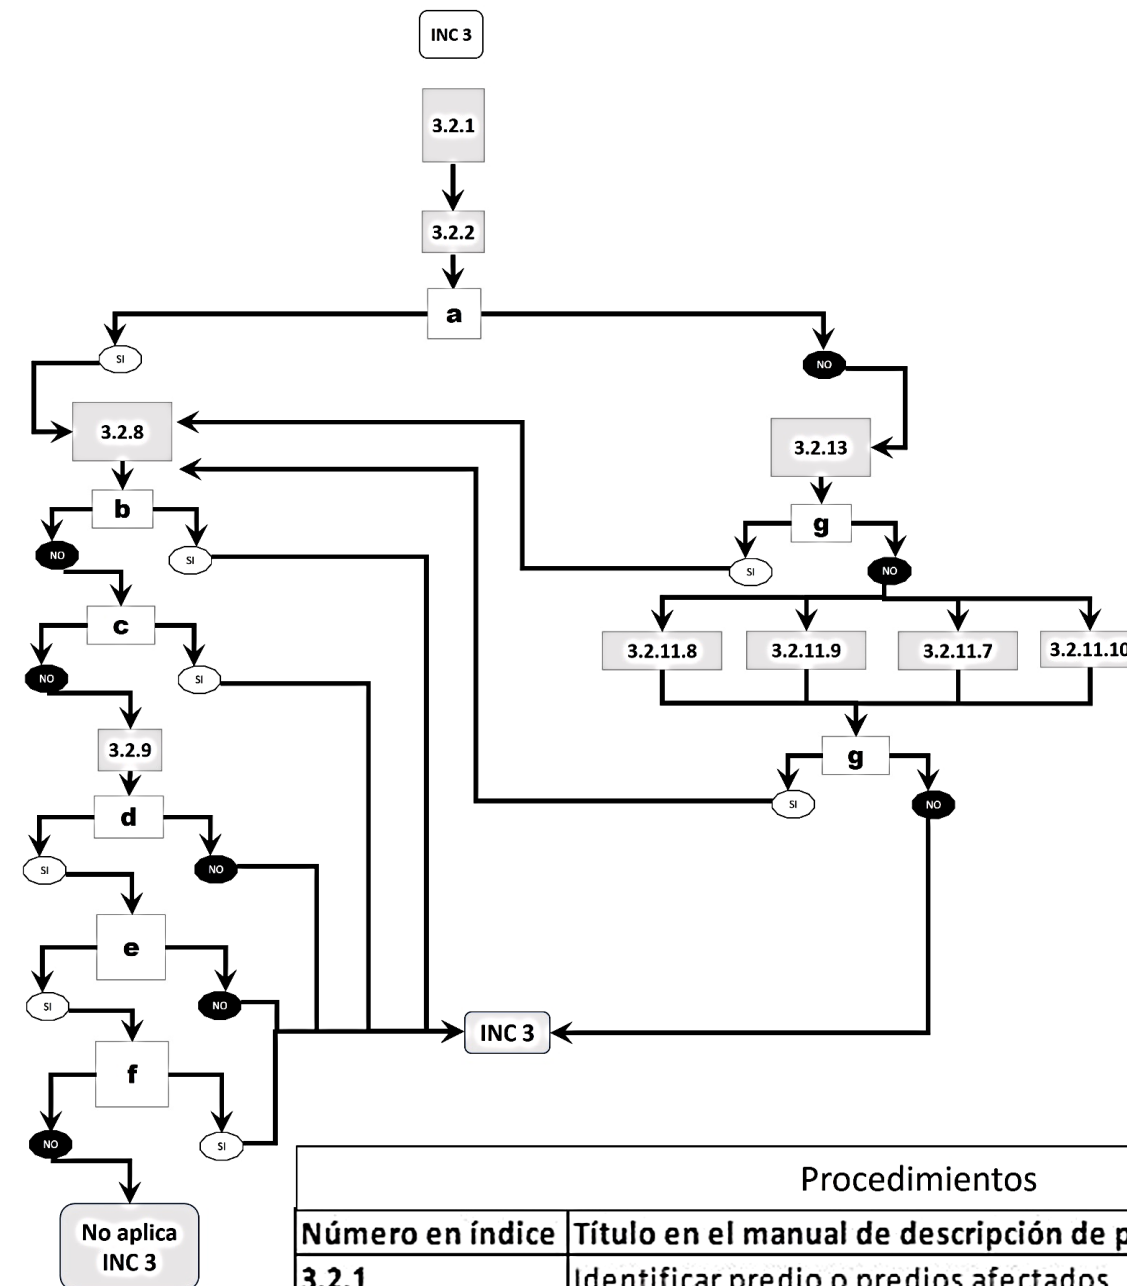 INC 3
3.2.1
3.2.2
a
SI
NO
3.2.8
3.2.13
b
g
NO
SI
SI
NO
c
3.2.11.8
3.2.11.9
3.2.11.7
3.2.11.10
NO
SI
3.2.9
g
d
SI
NO
SI
NO
e
SI
NO
INC 3
f
NO
SI
No aplica
INC 3
Procedimientos
Número en índice
Título en el manual de descripción de p
3.2.1
Identificar predio o predios afectados